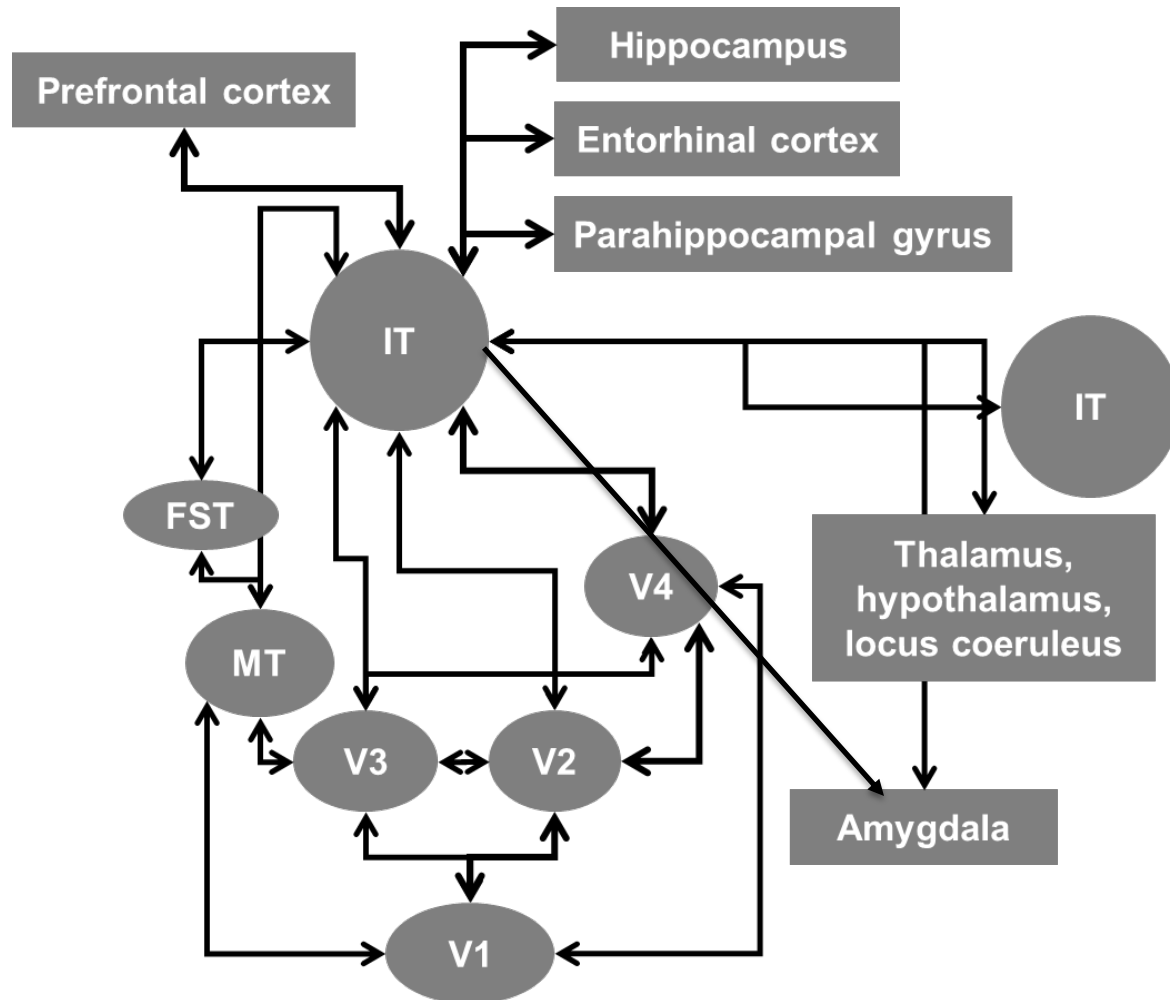 Hippocampus
Prefrontal cortex
Entorhinal cortex
Parahippocampal gyrus
IT
IT
FST
Thalamus,
hypothalamus,
locus coeruleus
V4
MT
V3
V2
Amygdala
V1